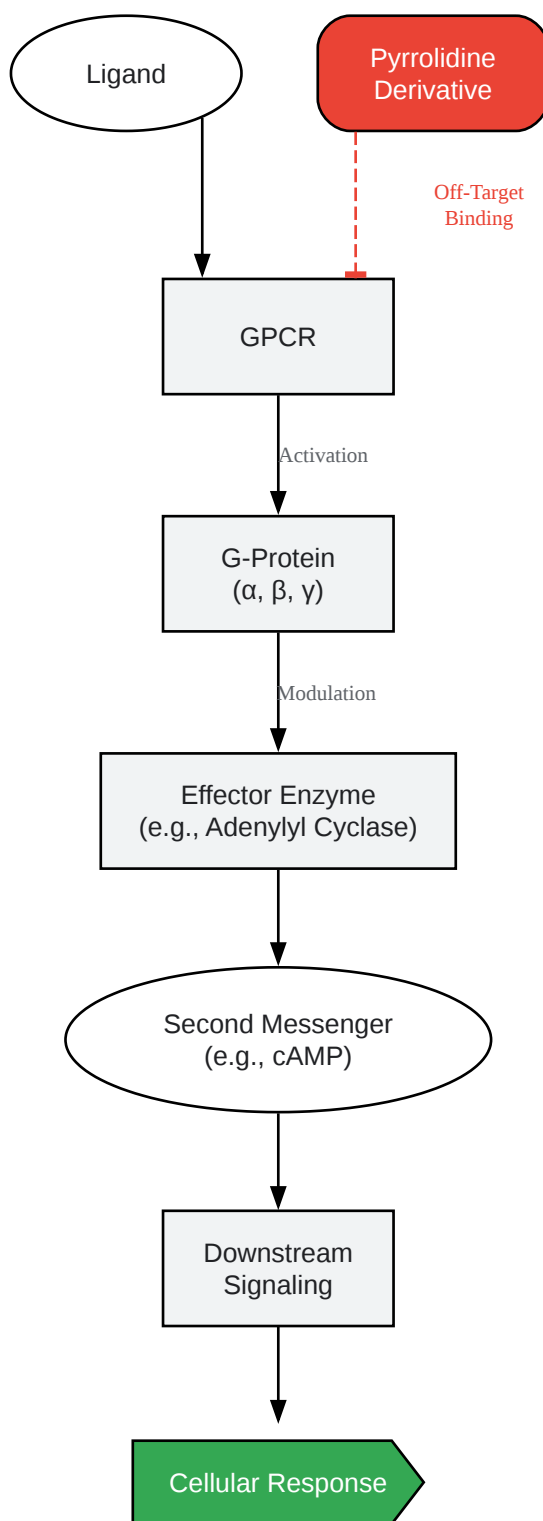 Ligand
Pyrrolidine
Derivative
Off-Target
Binding
GPCR
Activation
G-Protein
(α, β, γ)
Modulation
Effector Enzyme
(e.g., Adenylyl Cyclase)
Second Messenger
(e.g., cAMP)
Downstream
Signaling
Cellular Response